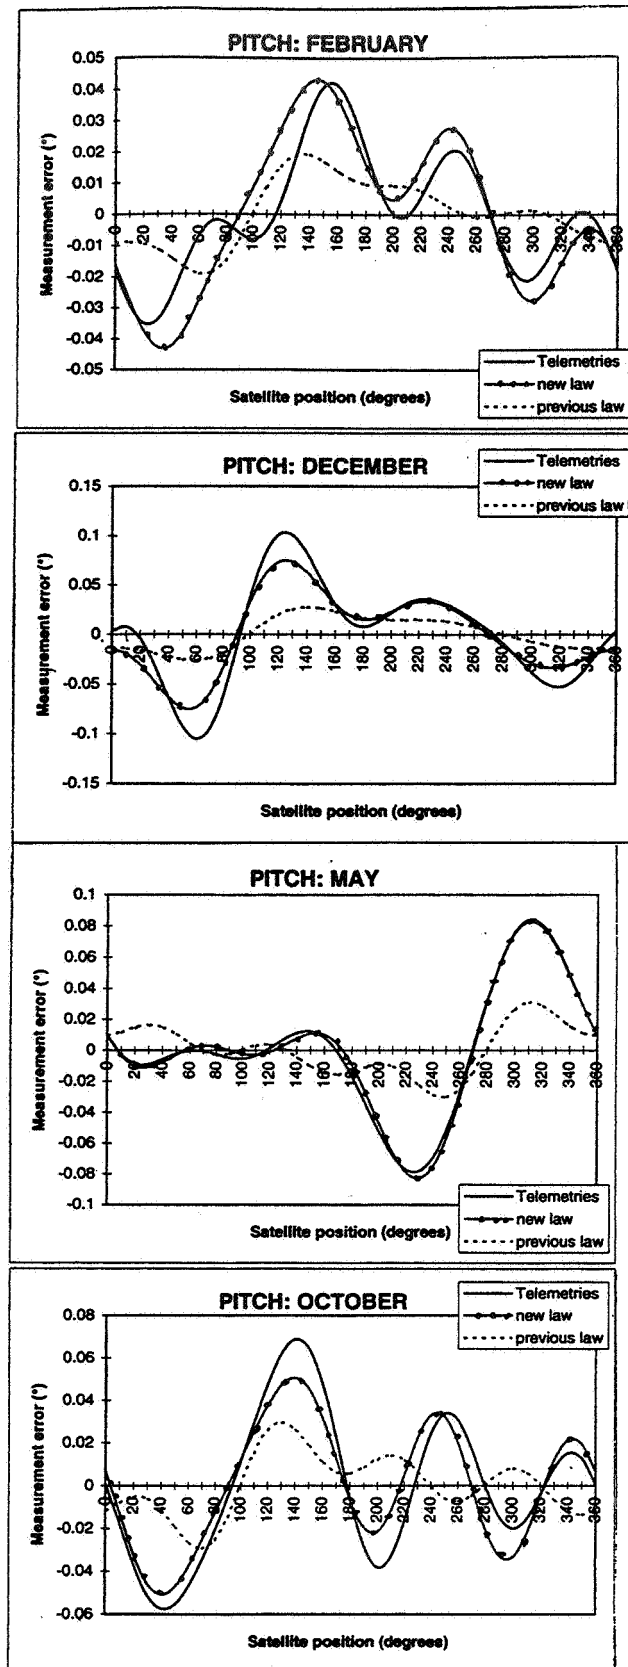 PITCH: FEBRUARY
Measurement error (°)
0.05
0.04
0.03
0.02
0.01
0
-0.01
-0.02
-0.03
-0.04
-0.05
0 20 40 60 80 100 120 140 160 180 200 220 240 260 280 300 320 340 360
Satellite position (degrees)
Telemetries
new law
previous law
PITCH: DECEMBER
Telemetries
new law
previous law
Measurement error (°)
0.15
0.1
0.05
0
-0.05
-0.1
-0.15
0 20 40 60 80 100 120 140 160 180 200 220 240 260 280 300 320 340 360
Satellite position (degrees)
PITCH: MAY
Measurement error (°)
0.1
0.08
0.06
0.04
0.02
0
-0.02
-0.04
-0.06
-0.08
-0.1
0 20 40 60 80 100 120 140 160 180 200 220 240 260 280 300 320 340 360
Satellite position (degrees)
Telemetries
new law
previous law
PITCH: OCTOBER
Telemetries
new law
previous law
Measurement error (°)
0.08
0.06
0.04
0.02
0
-0.02
-0.04
-0.06
0 20 40 60 80 100 120 140 160 180 200 220 240 260 280 300 320 340 360
Satellite position (degrees)